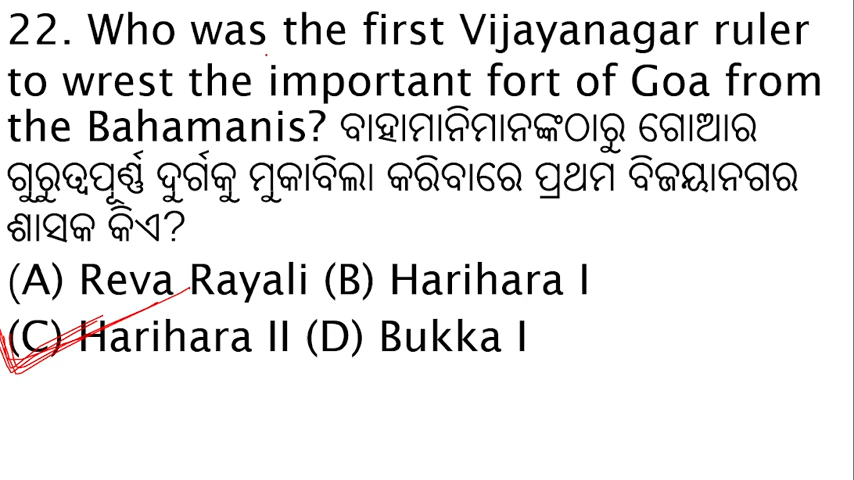 22. Who was the first Vijayanagar ruler
to wrest the important fort of Goa from
the Bahamanis? ବାହାମାନିମାନଙ୍କଠାରୁ ଗୋଆର
ଗୁରୁତ୍ୱପୂର୍ଣ୍ଣ ଦୁର୍ଗକୁ ମୁକାବିଲା କରିବାରେ ପ୍ରଥମ ବିଜୟାନଗର
ଶାସକ କିଏ?
(A) Reva Rayali (B) Harihara I
(C) Harihara II (D) Bukka I